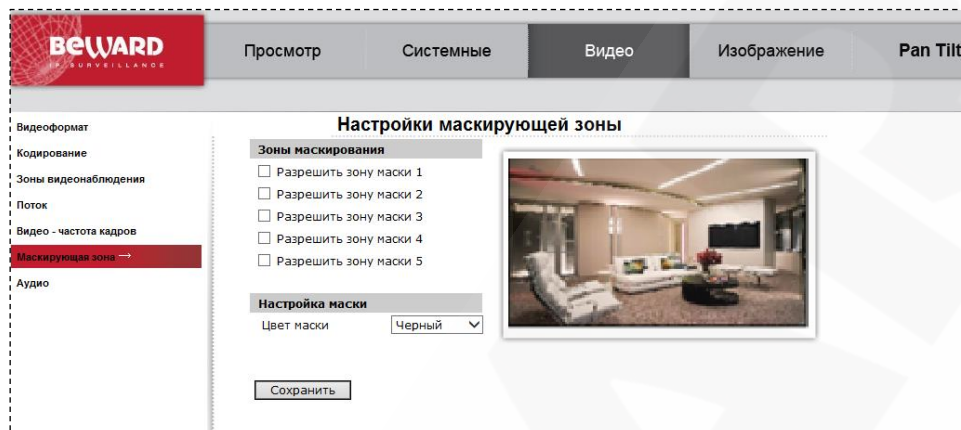 BEWARD
IP SURVEILLANCE
Просмотр
Системные
Видео
Изображение
Pan Tilt
Видеоформат
Кодирование
Зоны видеонаблюдения
Поток
Видео - частота кадров
Маскирующая зона →
Аудио
Настройки маскирующей зоны
Зоны маскирования
Разрешить зону маски 1
Разрешить зону маски 2
Разрешить зону маски 3
Разрешить зону маски 4
Разрешить зону маски 5
Настройка маски
Цвет маски Черный
Сохранить